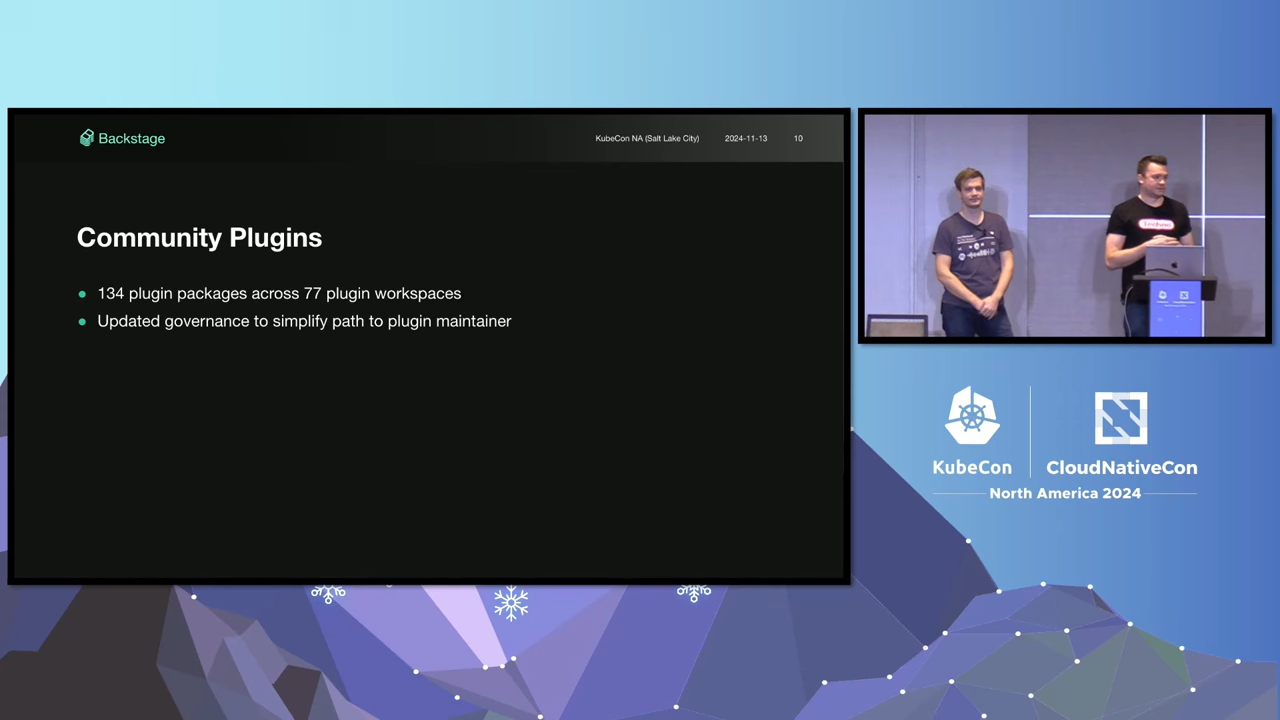 Backstage
KubeCon NA (Salt Lake City) 2024-11-13 10
Community Plugins
134 plugin packages across 77 plugin workspaces
Updated governance to simplify path to plugin maintainer
KubeCon
CloudNativeCon
North America 2024